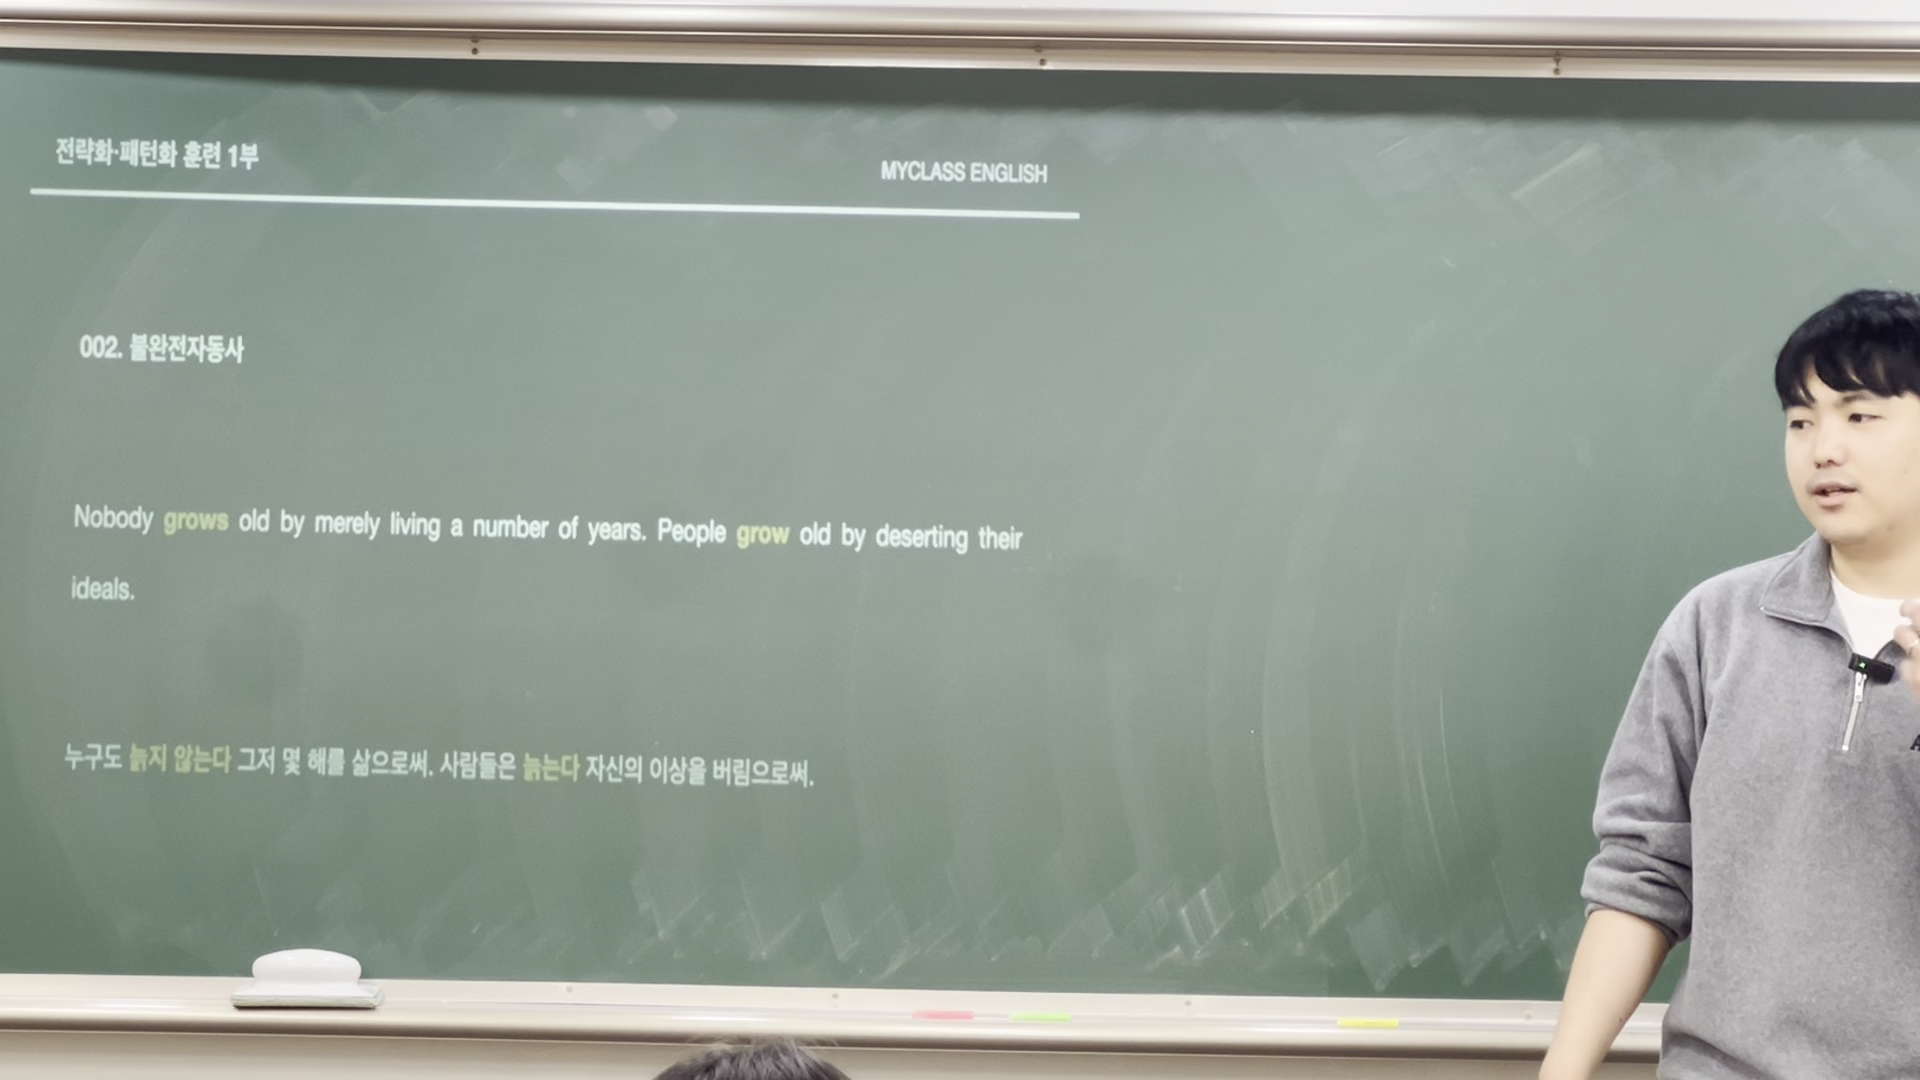 전략화·패턴화 훈련 1부
MYCLASS ENGLISH
002. 불완전자동사
Nobody grows old by merely living a number of years. People grow old by deserting their
ideals.
누구도 늙지 않는다 그저 몇 해를 삶으로써. 사람들은 늙는다 자신의 이상을 버림으로써.